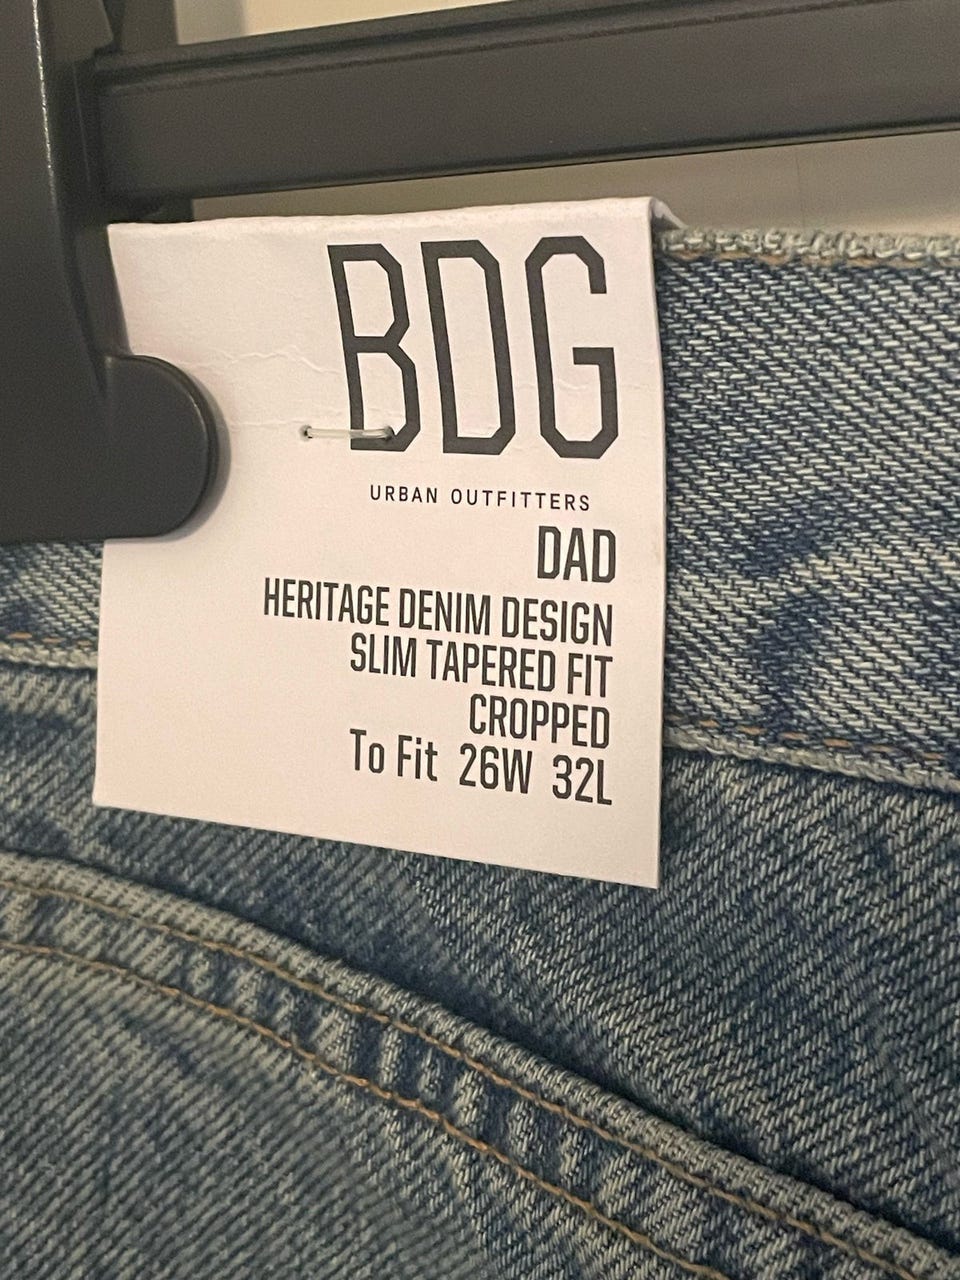 BDG
URBAN OUTFITTERS
DAD
HERITAGE DENIM DESIGN
SLIM TAPERED FIT
CROPPED
To Fit 26W 32L